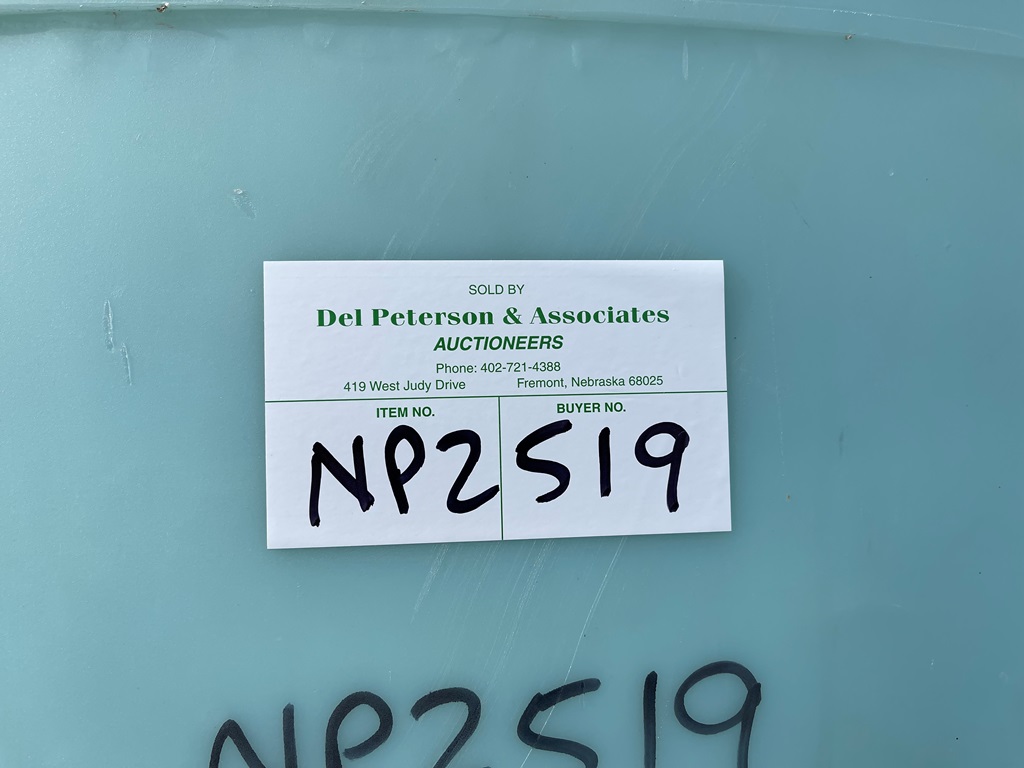 SOLD BY
Del Peterson & Associates
AUCTIONEERS
Phone: 402-721-4388
419 West Judy Drive Fremont, Nebraska 68025
ITEM NO. BUYER NO.
NP2519
NP2519